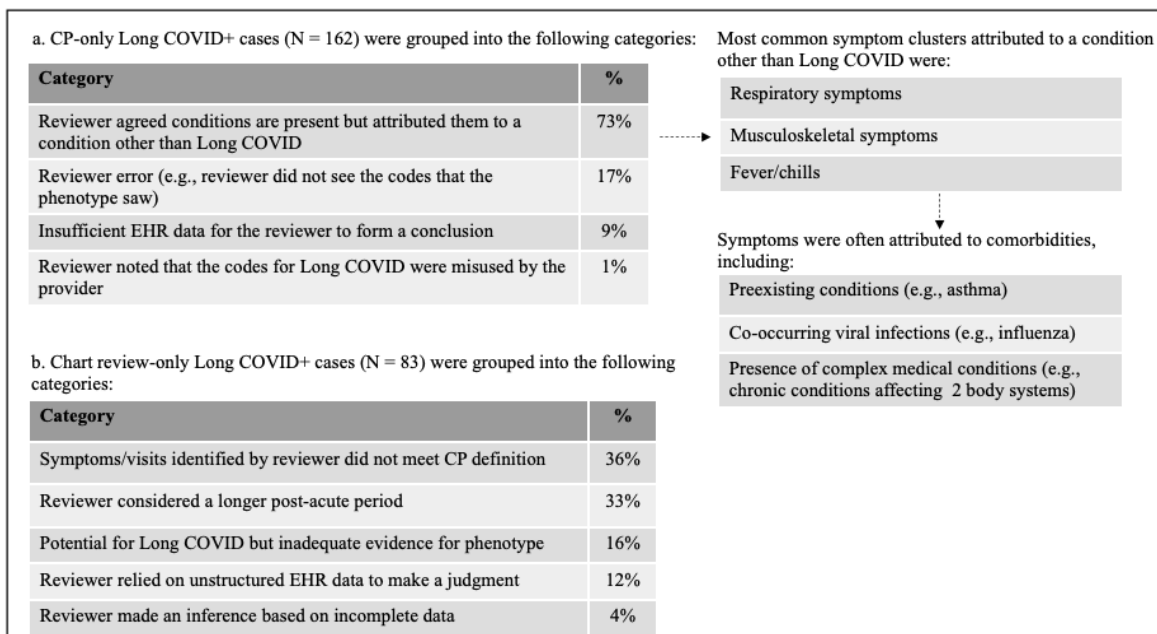 a. CP-only Long COVID+ cases (N = 162) were grouped into the following categories:
Category %
Reviewer agreed conditions are present but attributed them to a
condition other than Long COVID
73%
Reviewer error (e.g., reviewer did not see the codes that the
phenotype saw)
17%
Insufficient EHR data for the reviewer to form a conclusion 9%
Reviewer noted that the codes for Long COVID were misused by the
provider
1%
Most common symptom clusters attributed to a condition
other than Long COVID were:
Respiratory symptoms
Musculoskeletal symptoms
Fever/chills
Symptoms were often attributed to comorbidities,
including:
Preexisting conditions (e.g., asthma)
Co-occurring viral infections (e.g., influenza)
Presence of complex medical conditions (e.g.,
chronic conditions affecting 2 body systems)
b. Chart review-only Long COVID+ cases (N = 83) were grouped into the following
categories:
Category %
Symptoms/visits identified by reviewer did not meet CP definition 36%
Reviewer considered a longer post-acute period 33%
Potential for Long COVID but inadequate evidence for phenotype 16%
Reviewer relied on unstructured EHR data to make a judgment 12%
Reviewer made an inference based on incomplete data 4%